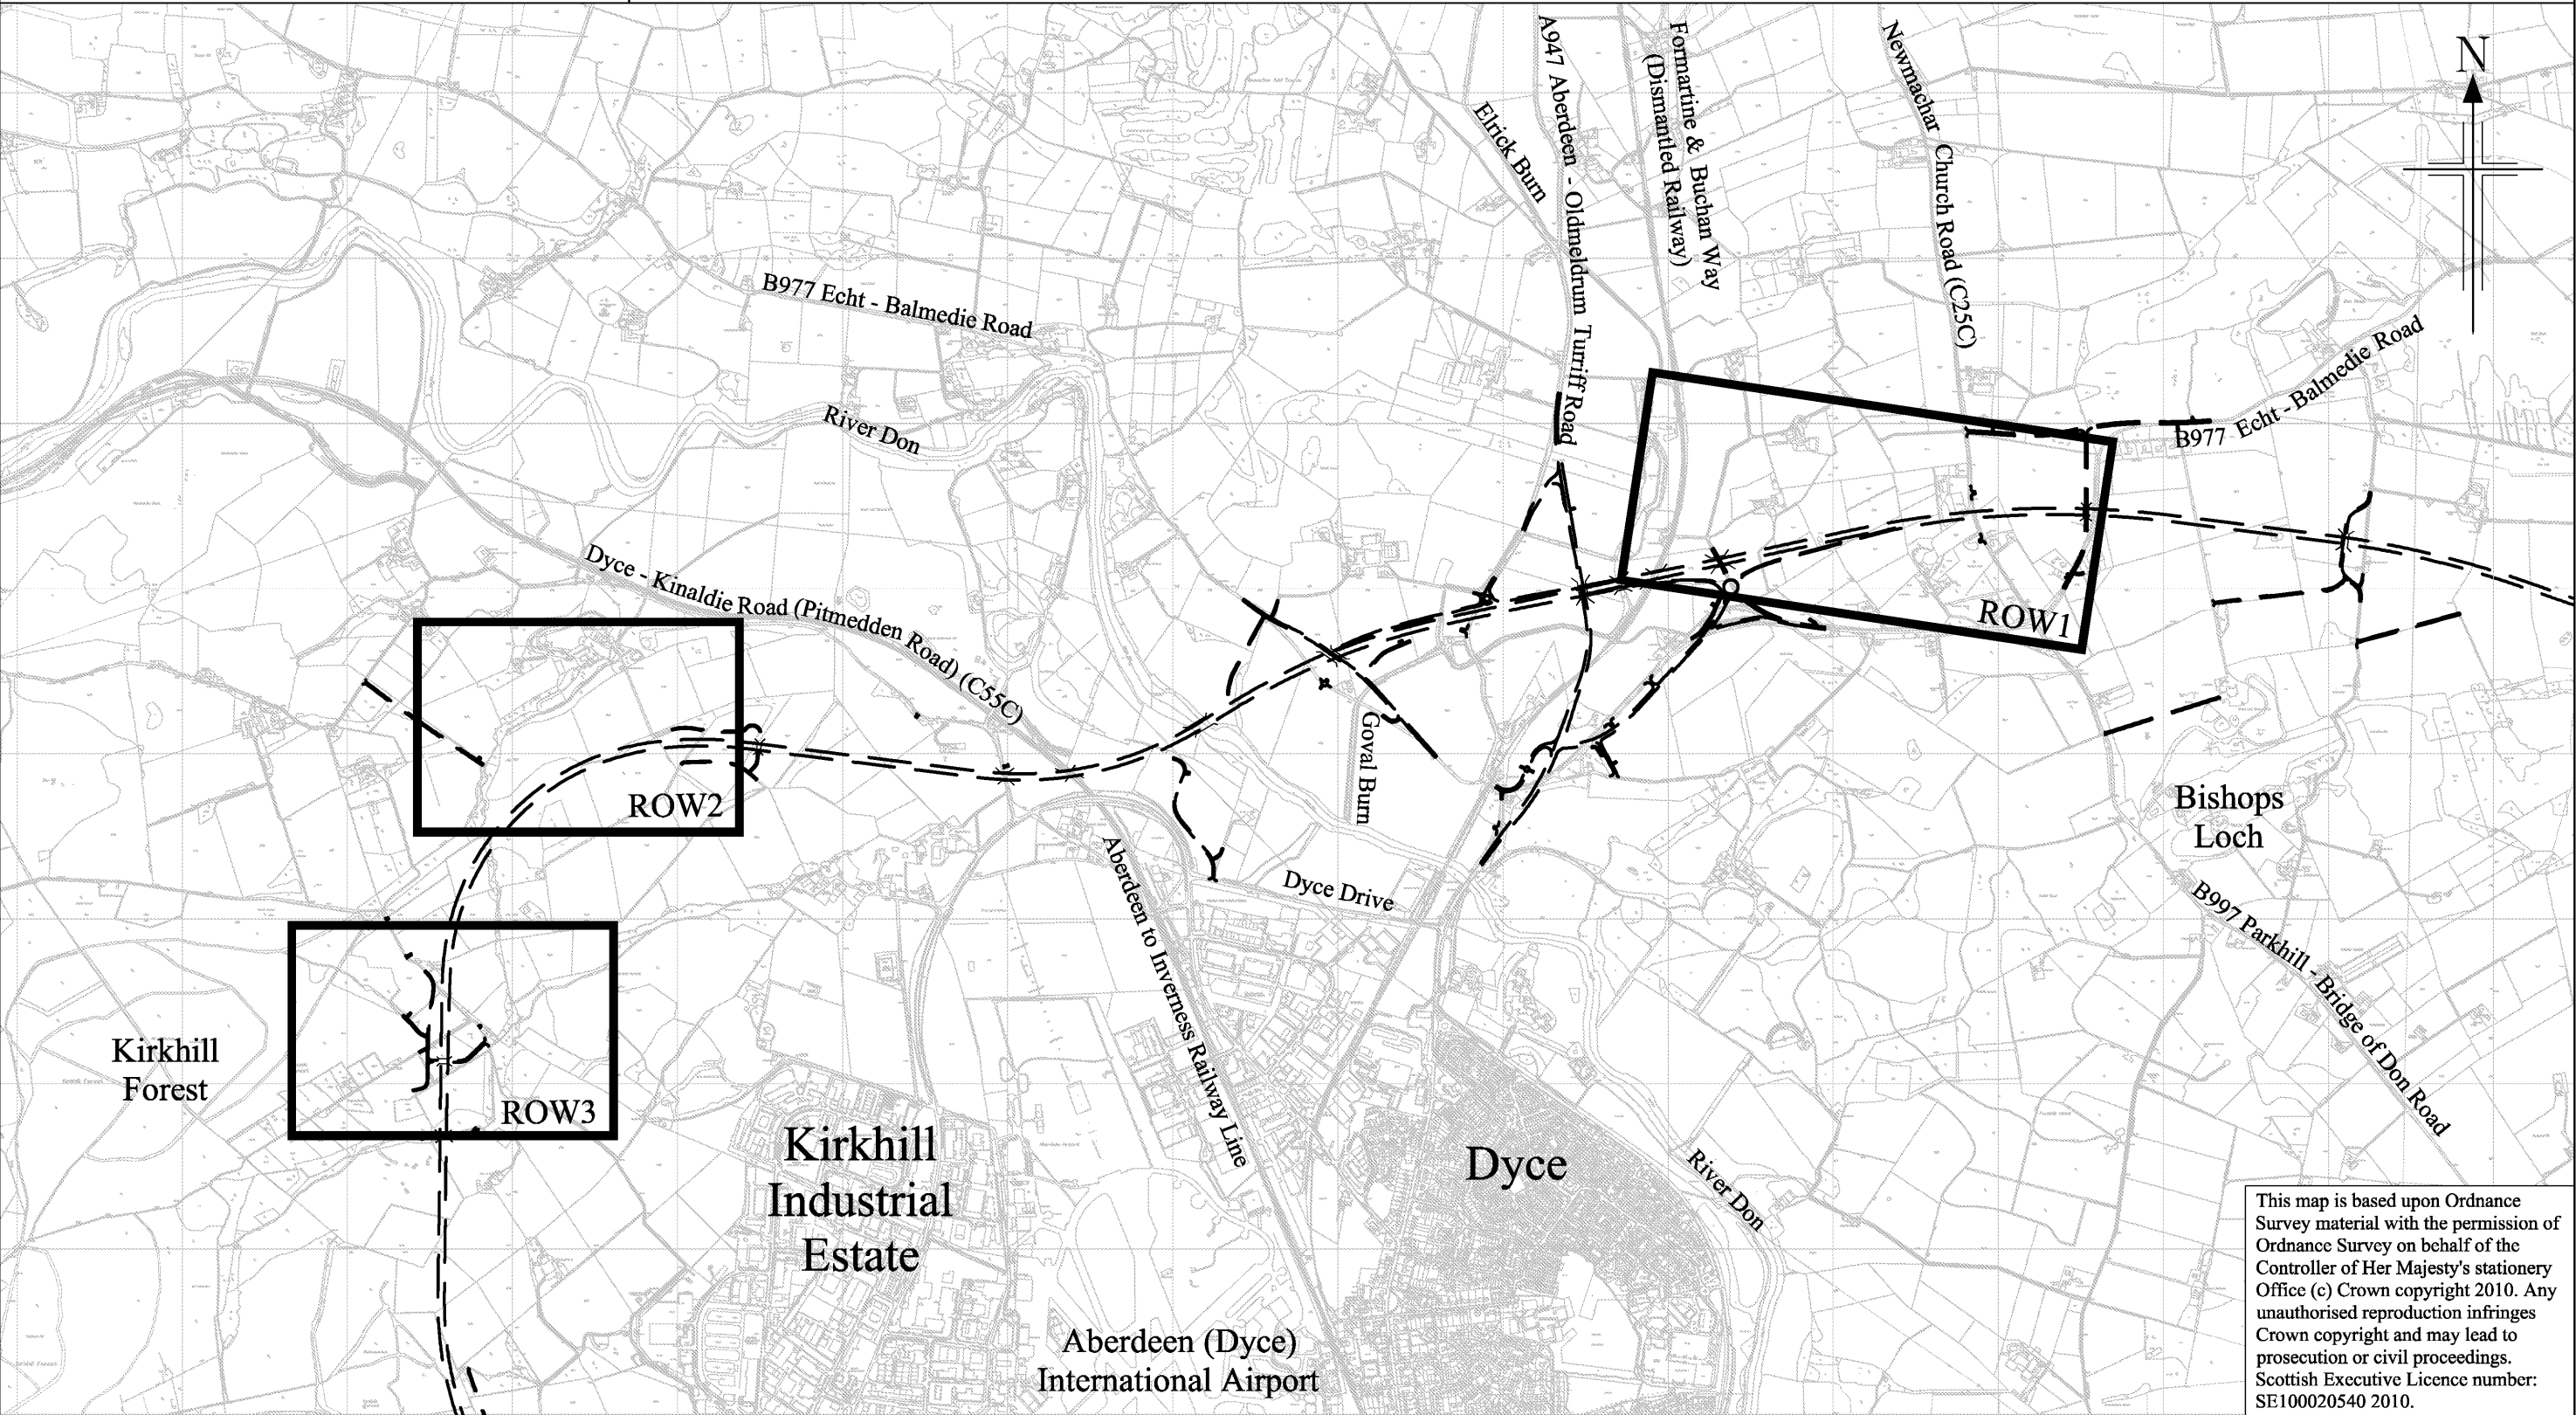 N
A947 Aberdeen - Oldmeldrum Turriff Road
Formartine & Buchan Way
(Dismantled Railway)
Newmachar Church Road (C25C)
Elrick Burn
B977 Echt - Balmedie Road
B977 Echt - Balmedie Road
River Don
Dyce - Kinaldie Road (Pitmedden Road) (C55C)
ROW1
ROW2
Goval Burn
Bishops
Loch
Aberdeen to Inverness Railway Line
Dyce Drive
B997 Parkhill - Bridge of Don Road
Kirkhill
Forest
ROW3
Kirkhill
Industrial
Estate
Dyce
River Don
Aberdeen (Dyce)
International Airport
This map is based upon Ordnance
Survey material with the permission of
Ordnance Survey on behalf of the
Controller of Her Majesty's stationery
Office (c) Crown copyright 2010. Any
unauthorised reproduction infringes
Crown copyright and may lead to
prosecution or civil proceedings.
Scottish Executive Licence number:
SE100020540 2010.